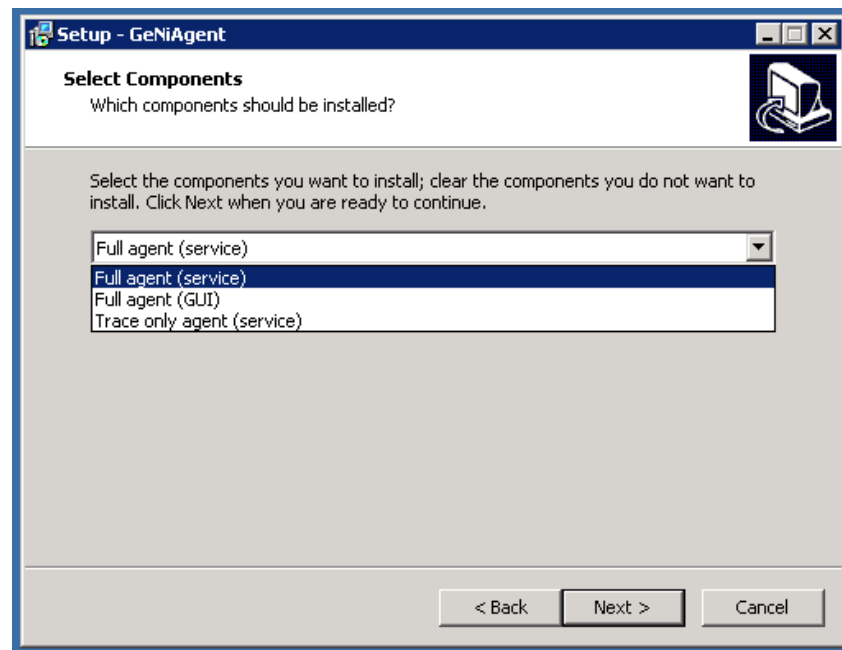 Setup - GeNiAgent
Select Components
Which components should be installed?
Select the components you want to install; clear the components you do not want to
install. Click Next when you are ready to continue.
Full agent (service)
Full agent (service)
Full agent (GUI)
Trace only agent (service)
< Back
Next >
Cancel